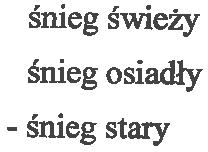 śnieg świeży
śnieg osiadły
- śnieg stary